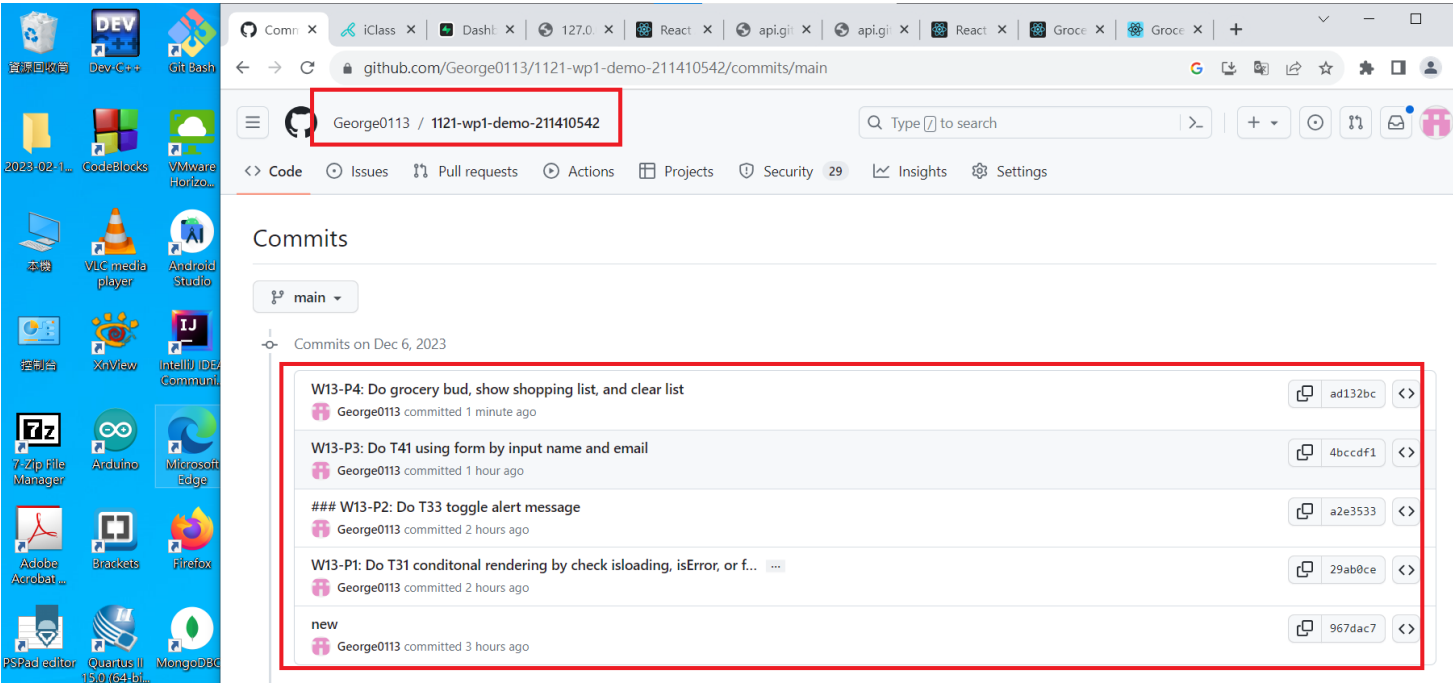 Comm
iClass
Dashl
127.0.
React
api.git
api.git
React
Groce
Groce
github.com/George0113/1121-wp1-demo-211410542/commits/main
George0113 / 1121-wp1-demo-211410542
Type / to search
Code
Issues
Pull requests
Actions
Projects
Security 29
Insights
Settings
Commits
main
Commits on Dec 6, 2023
W13-P4: Do grocery bud, show shopping list, and clear list
George0113 committed 1 minute ago
ad132bc
W13-P3: Do T41 using form by input name and email
George0113 committed 1 hour ago
4bccdf1
### W13-P2: Do T33 toggle alert message
George0113 committed 2 hours ago
a2e3533
W13-P1: Do T31 conditonal rendering by check isloading, isError, or f... ...
George0113 committed 2 hours ago
29ab0ce
new
George0113 committed 3 hours ago
967dac7
資源回收筒
DEV
C++
Dev-C++
Git Bash
2023-02-1...
CodeBlocks
VMware
Horizo...
本機
VLC media
player
Android
Studio
控制台
XnView
IJ
IntelliJ IDEA
Communi...
7z
7-Zip File
Manager
Arduino
Microsoft
Edge
Adobe
Acrobat ...
Brackets
Firefox
PSPad editor
Quartus II
15.0 (64-bi...
MongoDBC